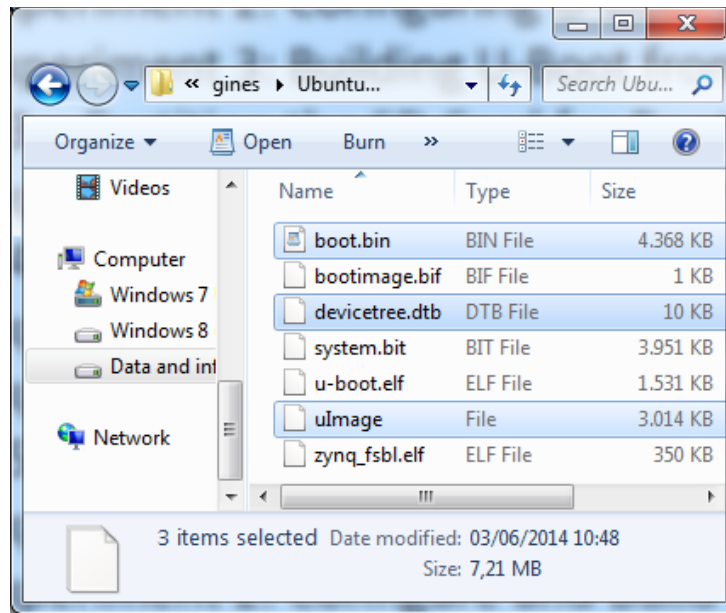 « gines ▸ Ubuntu... Search Ubu...
Organize Open Burn »
Videos
Computer
Windows 7
Windows 8
Data and inf
Network
Name Type Size
boot.bin BIN File 4.368 KB
bootimage.bif BIF File 1 KB
devicetree.dtb DTB File 10 KB
system.bit BIT File 3.951 KB
u-boot.elf ELF File 1.531 KB
uImage File 3.014 KB
zynq_fsbl.elf ELF File 350 KB
3 items selected Date modified: 03/06/2014 10:48
Size: 7,21 MB